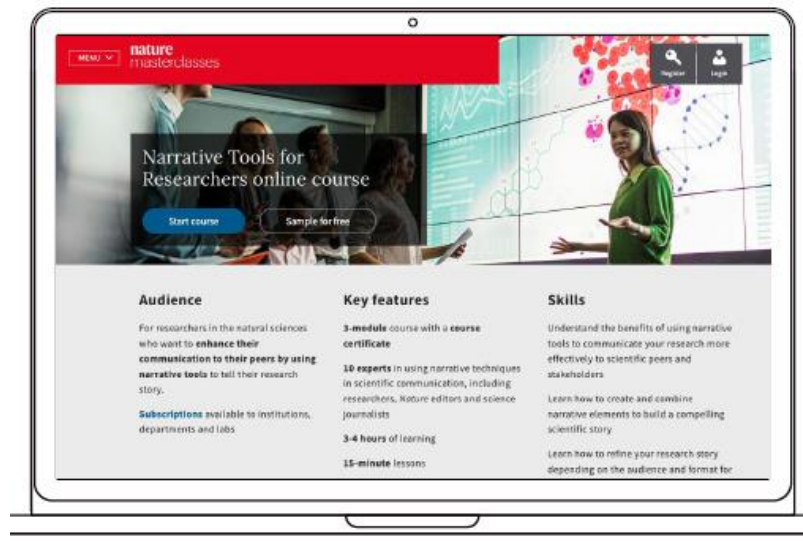 MENU
nature
masterclasses
Register
Login
Narrative Tools for
Researchers online course
Start course
Sample for free
Audience
For researchers in the natural sciences
who want to enhance their
communication to their peers by using
narrative tools to tell their research
story.
Subscriptions available to institutions,
departments and labs
Key features
3-module course with a course
certificate
10 experts in using narrative techniques
in scientific communication, including
researchers, Nature editors and science
journalists
3-4 hours of learning
15-minute lessons
Skills
Understand the benefits of using narrative
tools to communicate your research more
effectively to scientific peers and
stakeholders
Learn how to create and combine
narrative elements to build a compelling
scientific story
Learn how to refine your research story
depending on the audience and format for